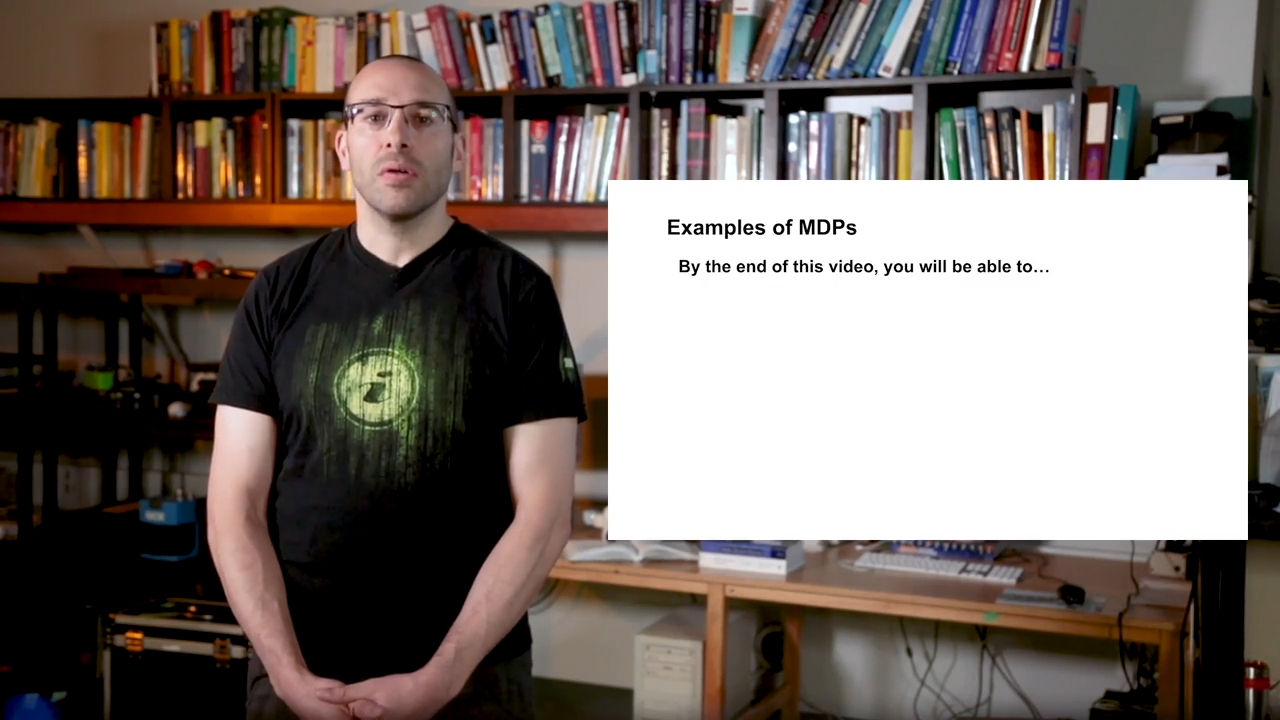 Examples of MDPs
By the end of this video, you will be able to…